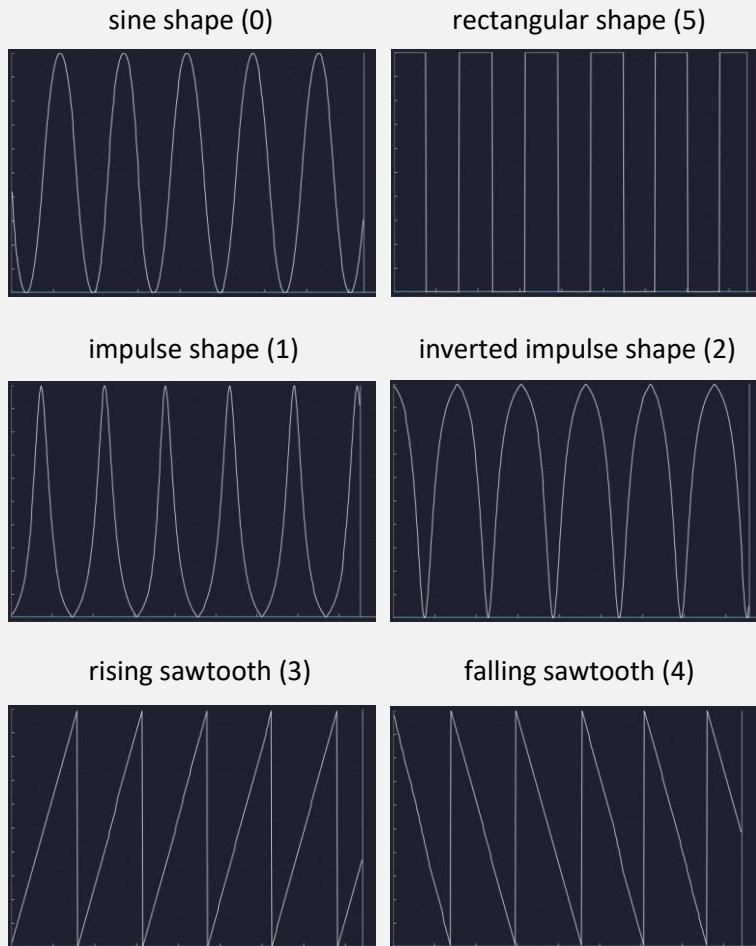 sine shape (0)
rectangular shape (5)
impulse shape (1)
inverted impulse shape (2)
rising sawtooth (3)
falling sawtooth (4)